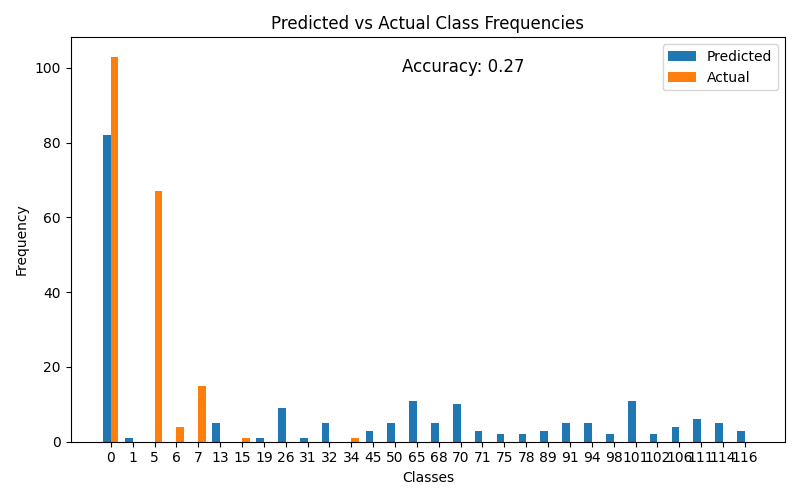 Predicted vs Actual Class Frequencies
Accuracy: 0.27
Predicted
Actual
Frequency
100
80
60
40
20
0
0 1 5 6 7 13 15 19 26 31 32 34 45 50 65 68 70 71 75 78 89 91 94 98 101 102 106 111 114 116
Classes